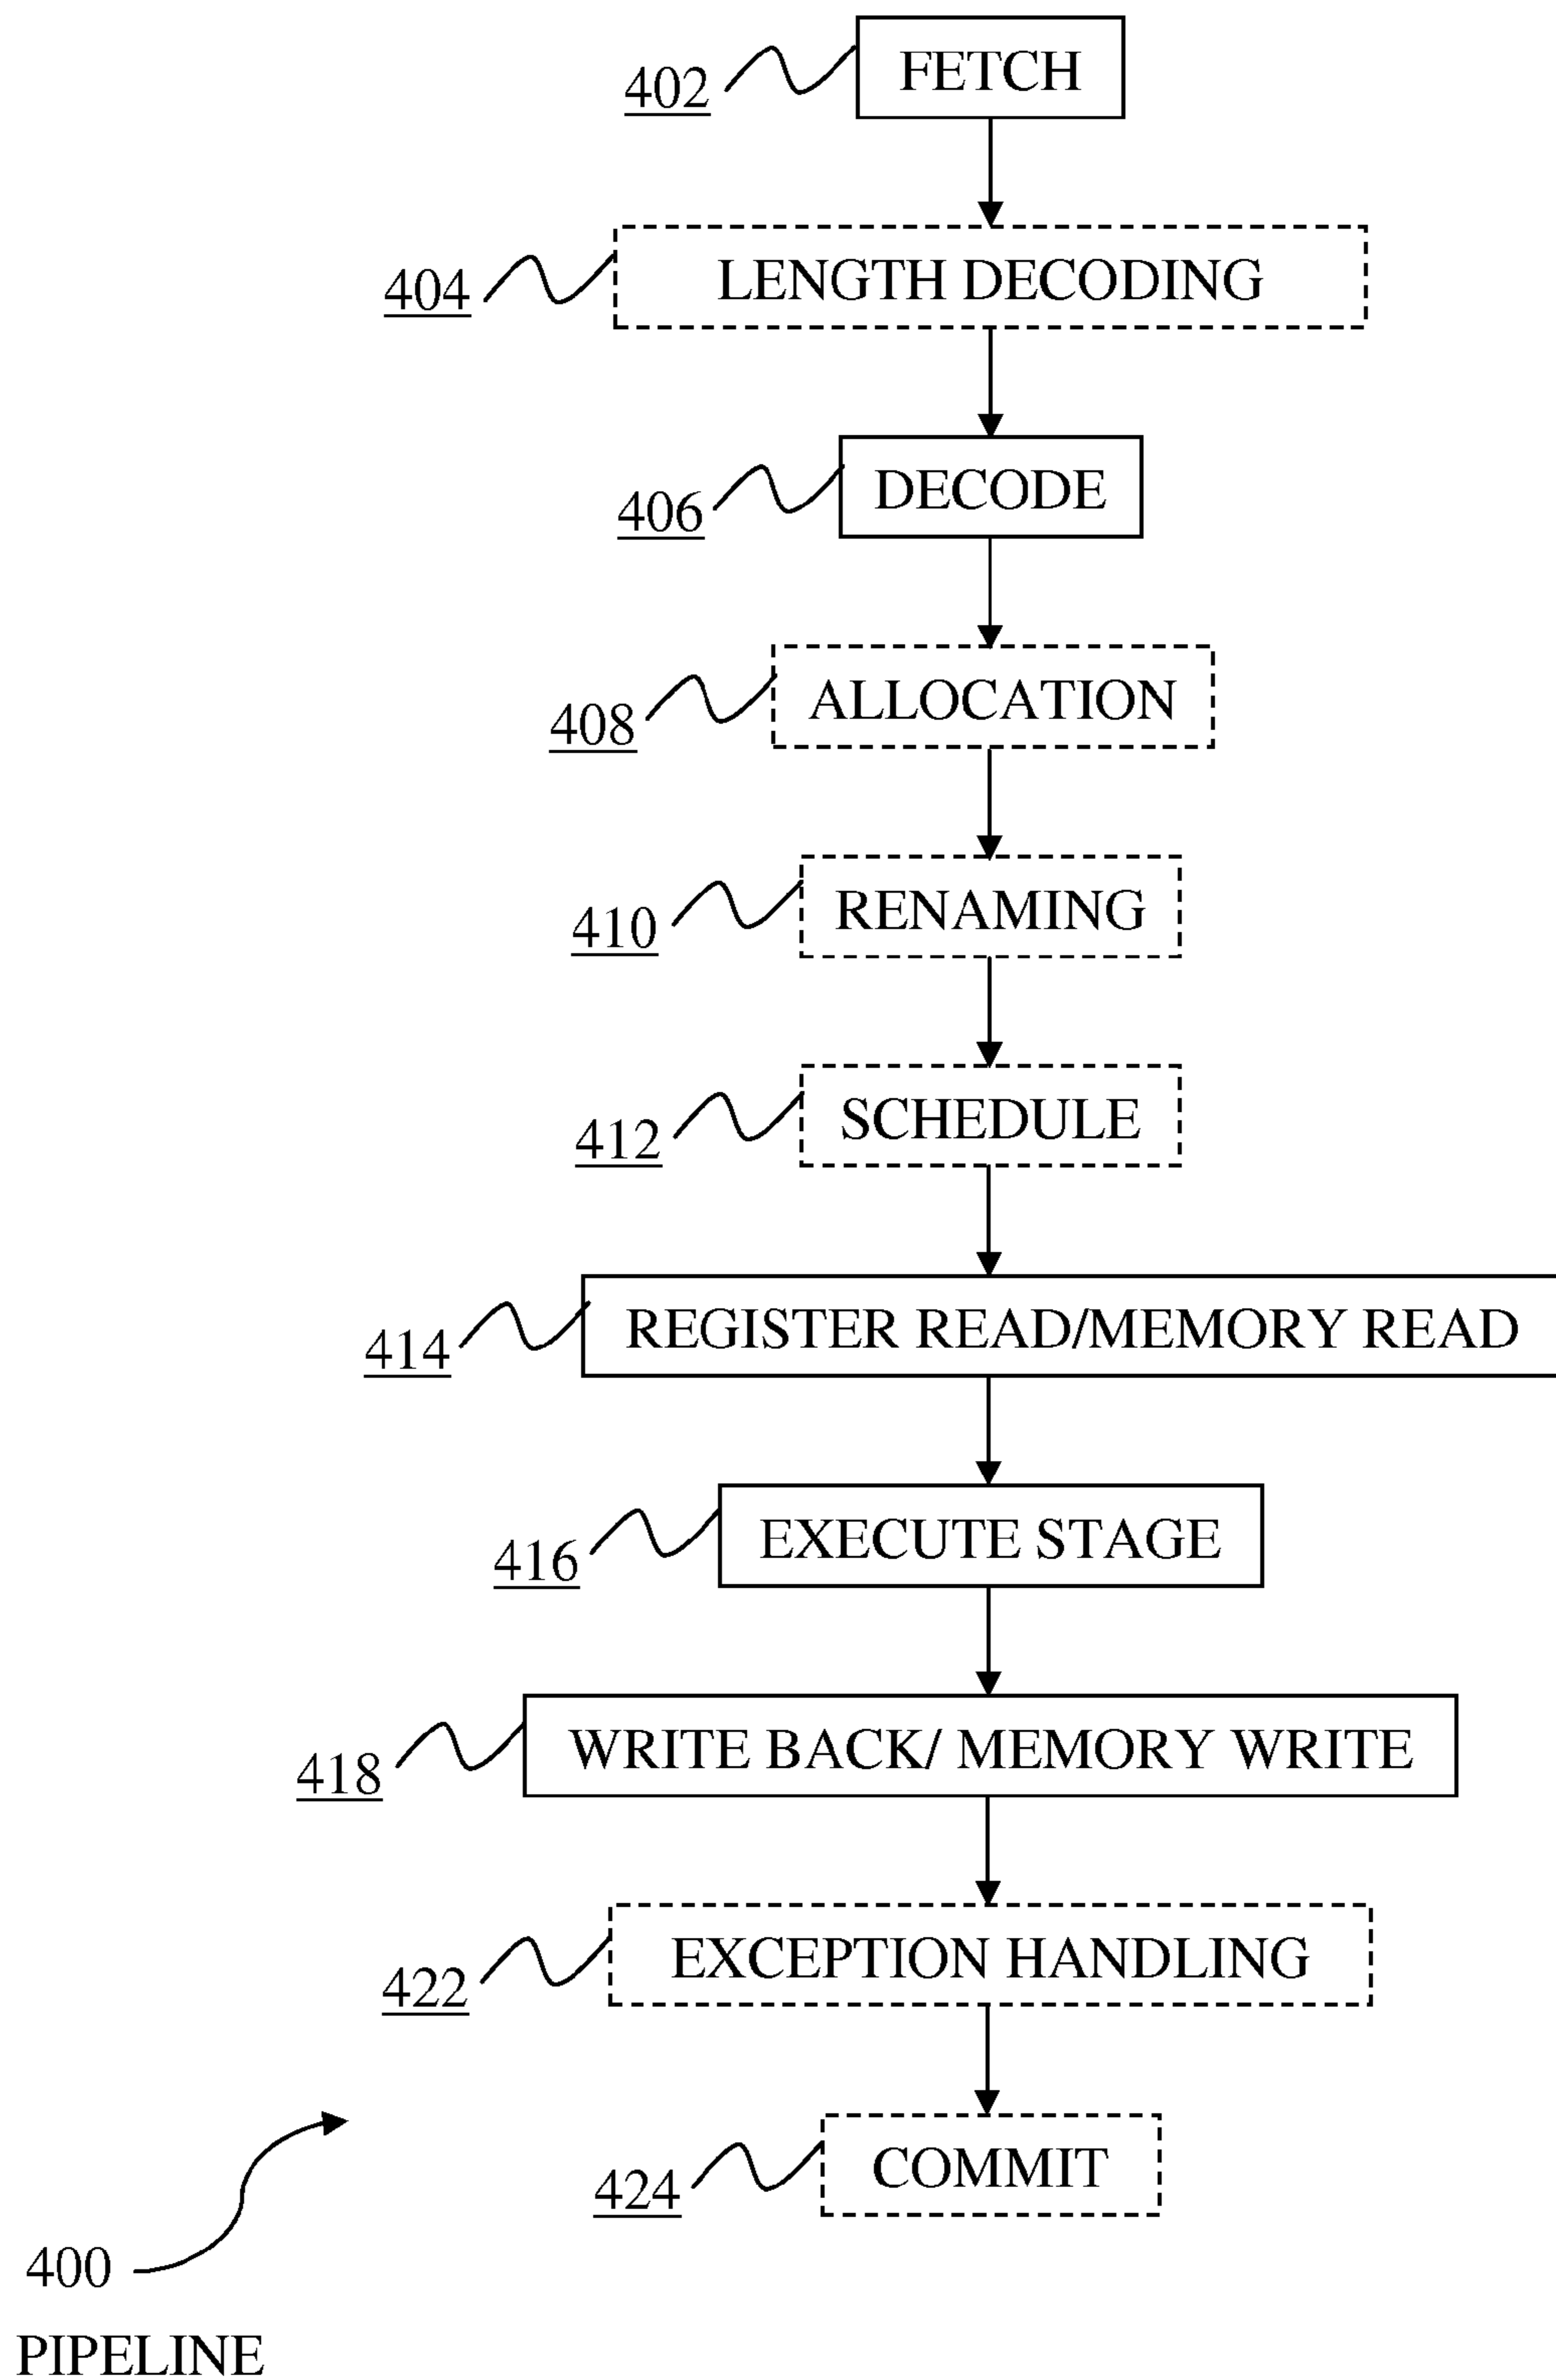 402 FETCH
404 LENGTH DECODING
406 DECODE
408 ALLOCATION
410 RENAMING
412 SCHEDULE
414 REGISTER READ/MEMORY READ
416 EXECUTE STAGE
418 WRITE BACK/ MEMORY WRITE
422 EXCEPTION HANDLING
424 COMMIT
400
PIPELINE